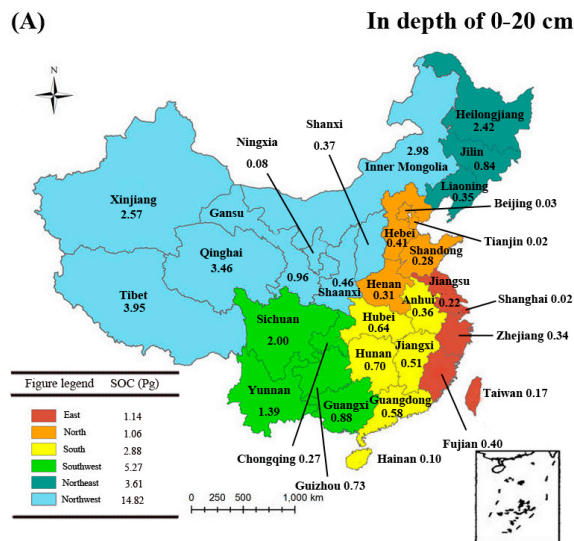 (A)
In depth of 0-20 cm
N
Heilongjiang
2.42
Shanxi
0.37
Ningxia
0.08
2.98
Inner Mongolia
Jilin
0.84
Liaoning
0.35
Xinjiang
2.57
Gansu
Beijing 0.03
Tianjin 0.02
Hebei
0.41
Shandong
0.28
Qinghai
3.46
0.96
0.46
Shaanxi
Henan
0.31
Jiangsu
0.22
Anhui
0.36
Shanghai 0.02
Tibet
3.95
Sichuan
2.00
Hubei
0.64
Zhejiang 0.34
Hunan
0.70
Jiangxi
0.51
Yunnan
1.39
Guangxi
0.88
Guangdong
0.58
Taiwan 0.17
Fujian 0.40
Chongqing 0.27
Hainan 0.10
Guizhou 0.73
Figure legend SOC (Pg)
East 1.14
North 1.06
South 2.88
Southwest 5.27
Northeast 3.61
Northwest 14.82
0 500 1,000 km